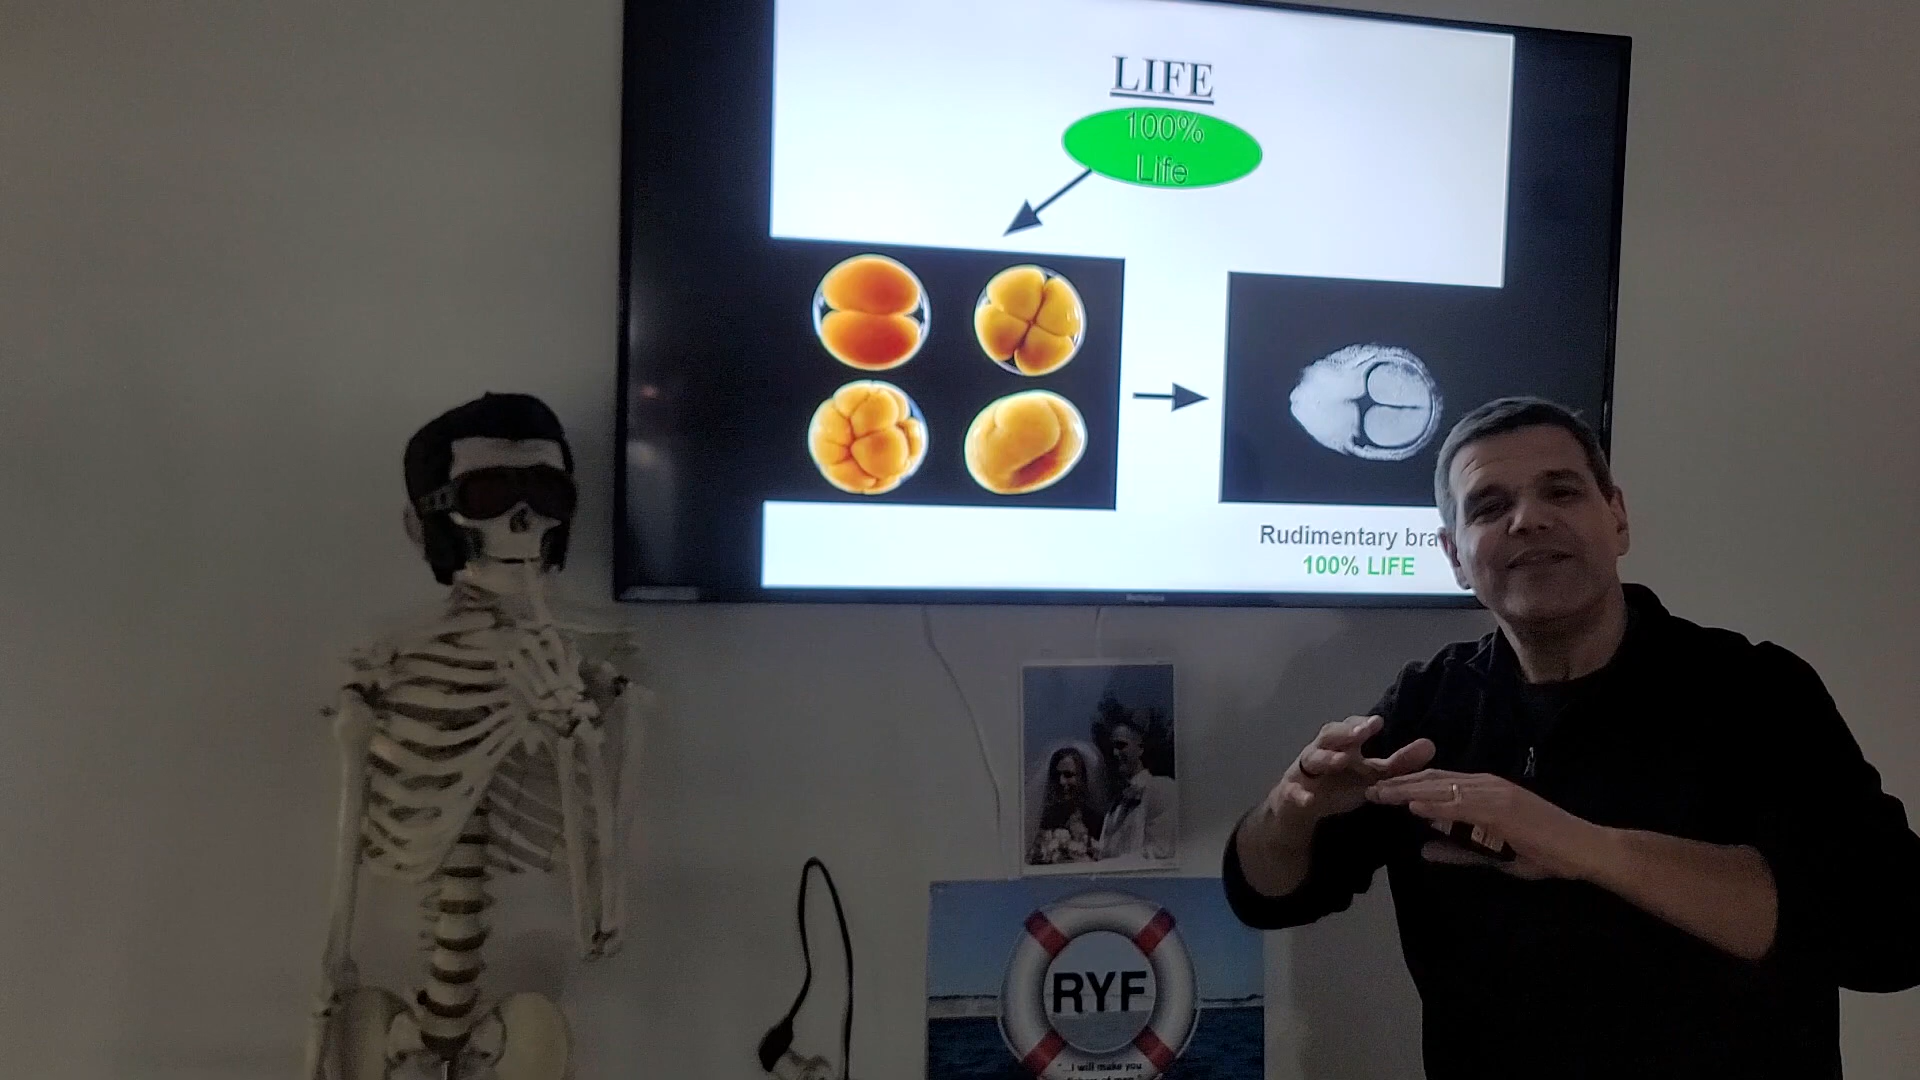 LIFE
100%
Life
Rudimentary bra
100% LIFE
RYF
"...I will make you